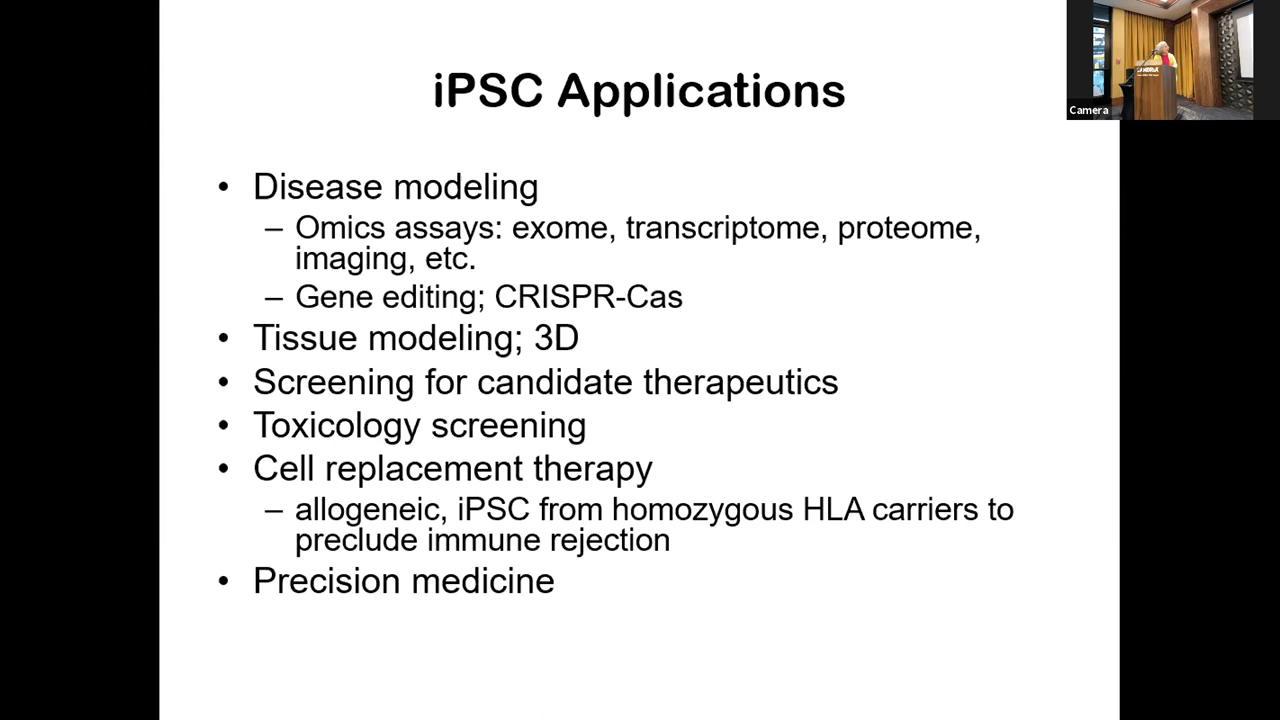 iPSC Applications
• Disease modeling
– Omics assays: exome, transcriptome, proteome,
imaging, etc.
– Gene editing; CRISPR-Cas
• Tissue modeling; 3D
• Screening for candidate therapeutics
• Toxicology screening
• Cell replacement therapy
– allogeneic, iPSC from homozygous HLA carriers to
preclude immune rejection
• Precision medicine
Camera